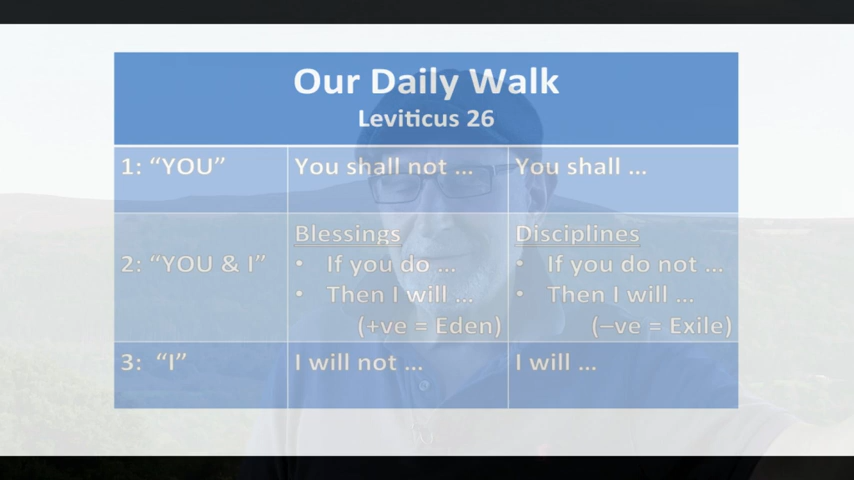 Our Daily Walk
Leviticus 26
1: “YOU”
You shall not ...
You shall ...
2: “YOU & I”
Blessings
• If you do ...
• Then I will ...
(+ve = Eden)
Disciplines
• If you do not ...
• Then I will ...
(–ve = Exile)
3: “I”
I will not ...
I will ...